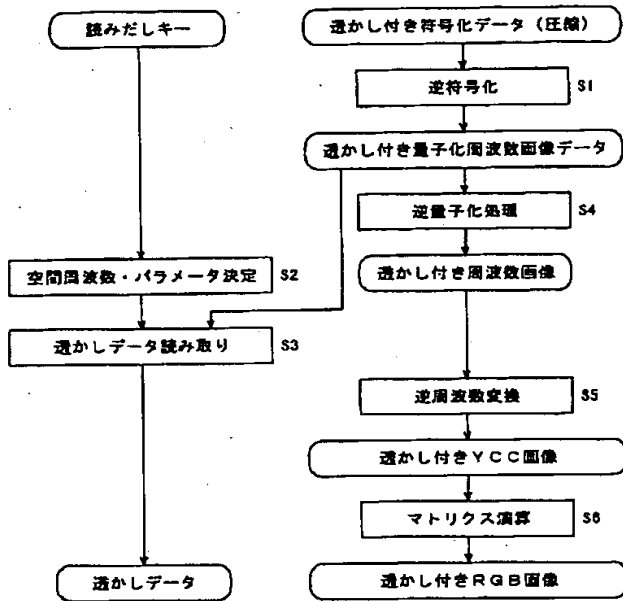 読みだしキー
透かし付き符号化データ（圧縮）
逆符号化 S1
透かし付き量子化周波数画像データ
逆量子化処理 S4
空間周波数・パラメータ決定 S2
透かし付き周波数画像
透かしデータ読み取り S3
逆周波数変換 S5
透かし付きＹＣＣ画像
マトリクス演算 S6
透かしデータ
透かし付きＲＧＢ画像